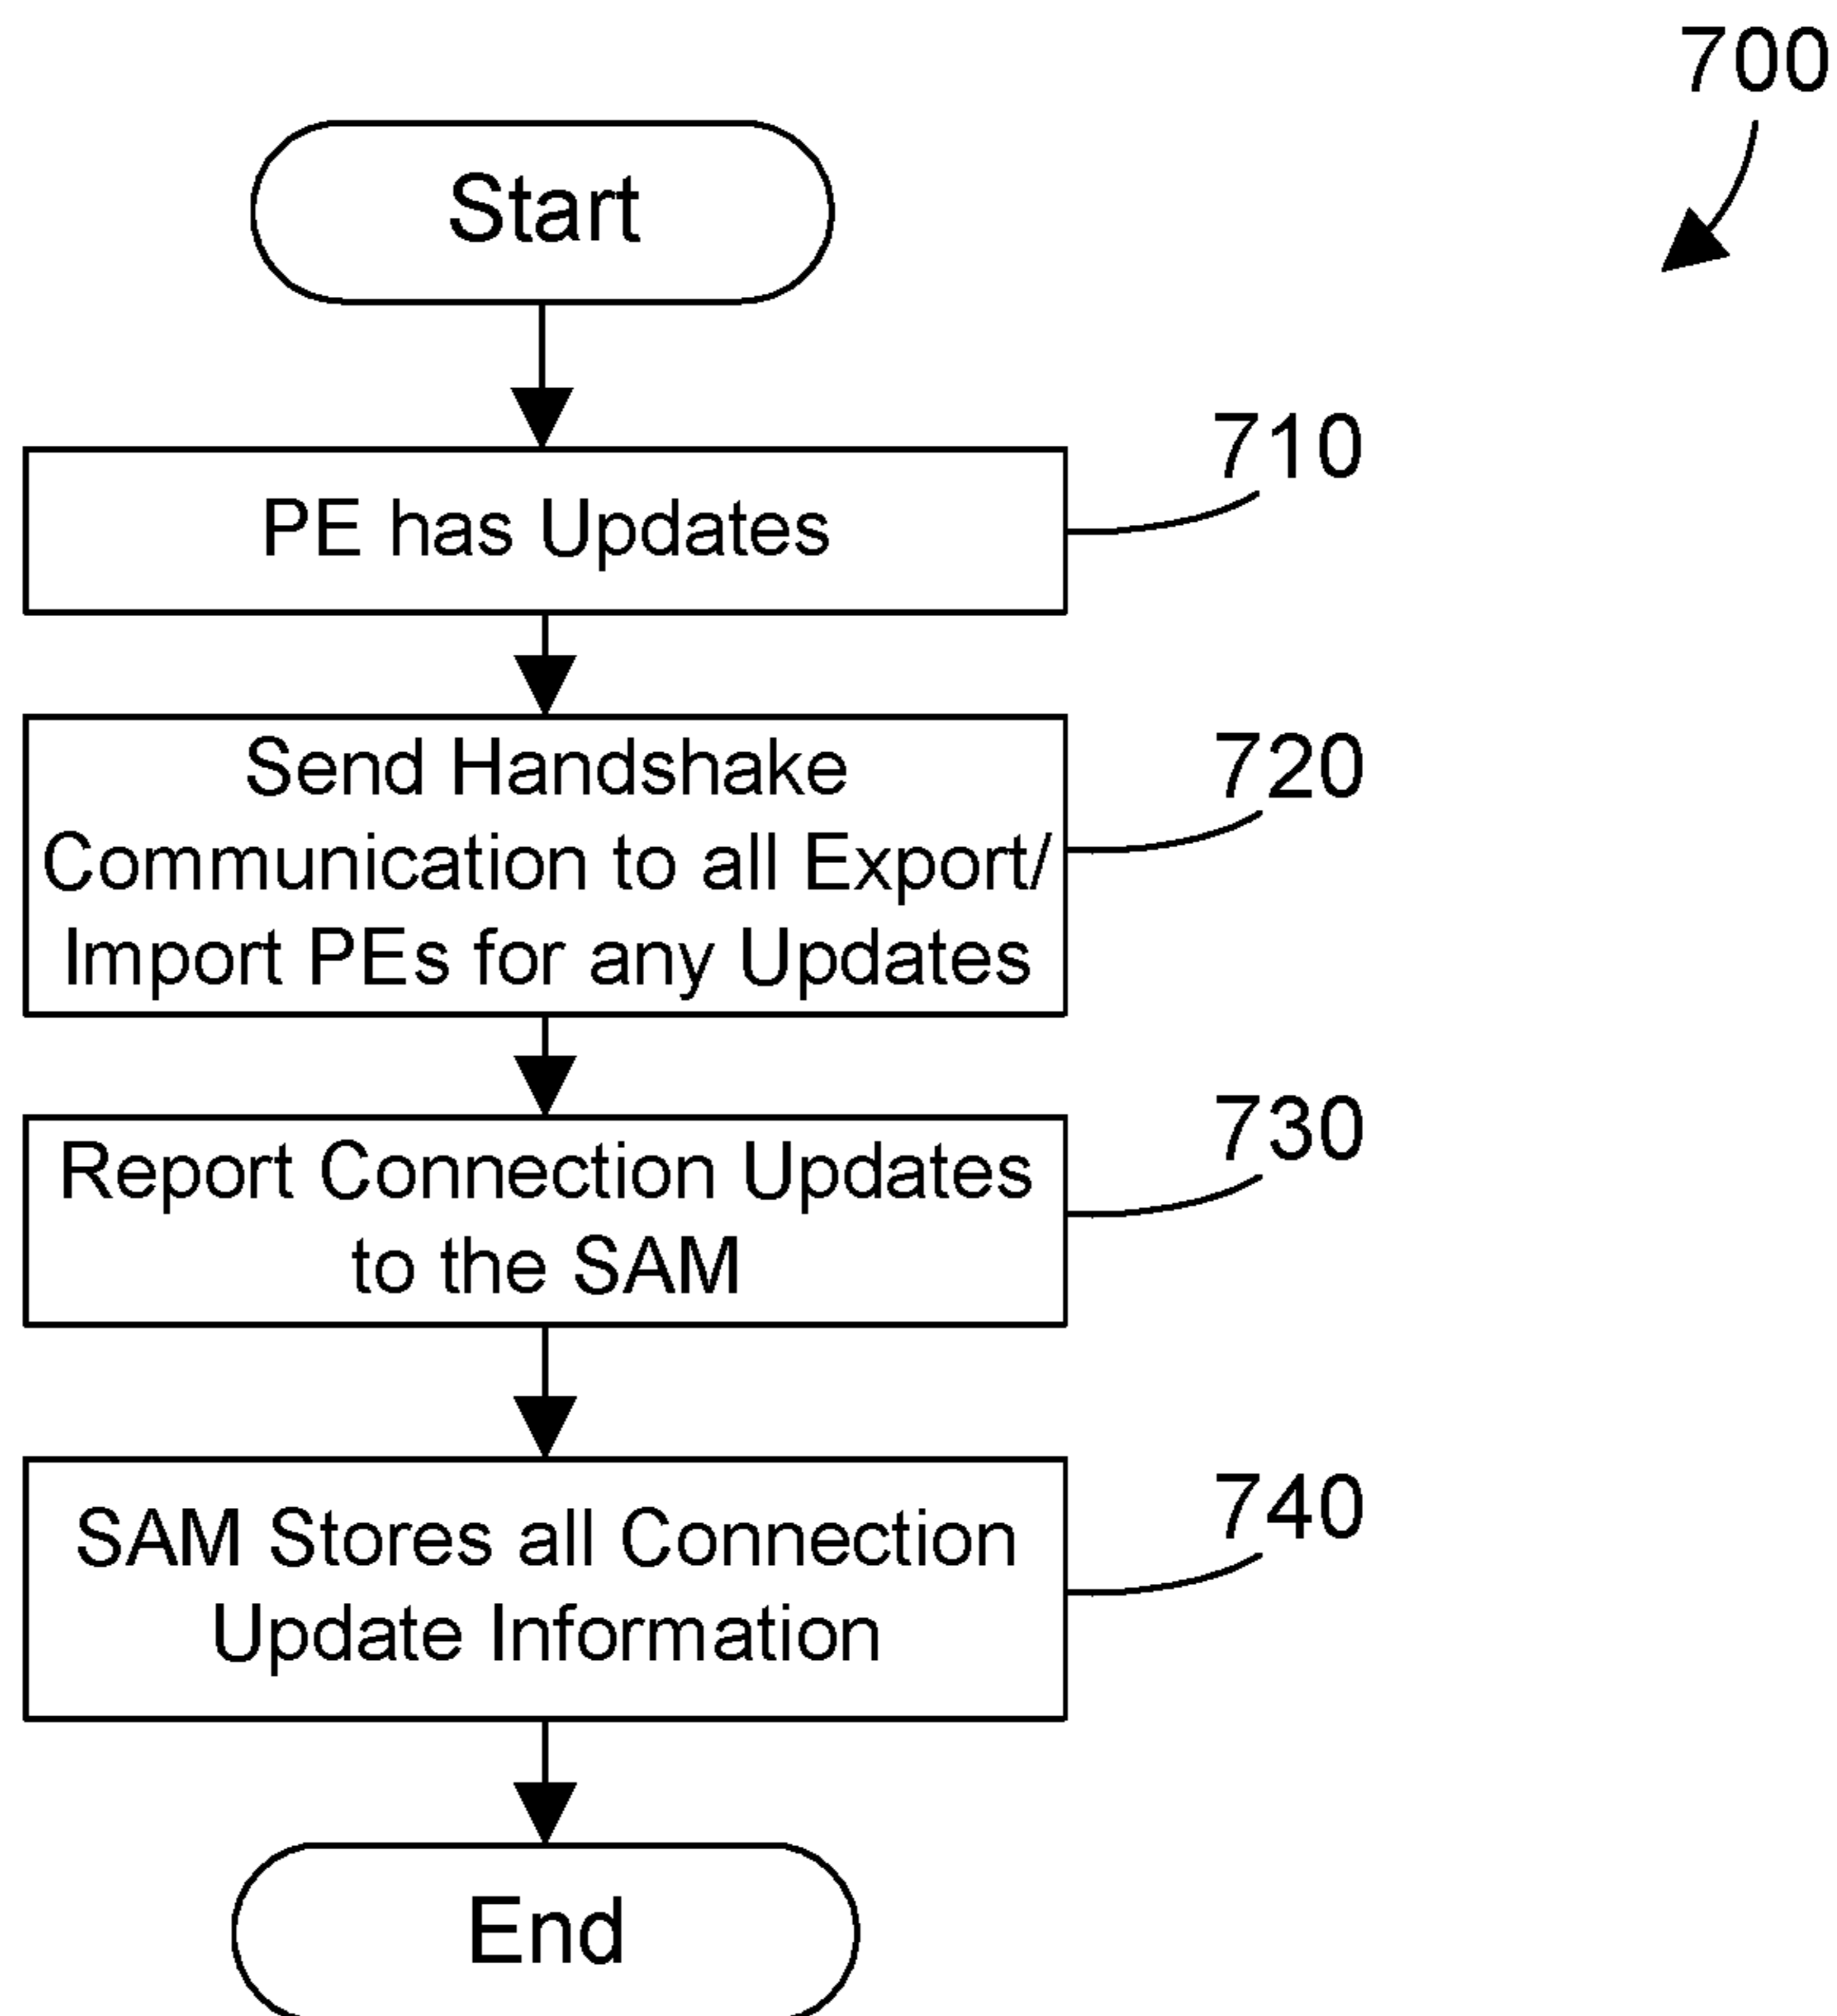 700
Start
PE has Updates
710
Send Handshake
Communication to all Export/
Import PEs for any Updates
720
Report Connection Updates
to the SAM
730
SAM Stores all Connection
Update Information
740
End